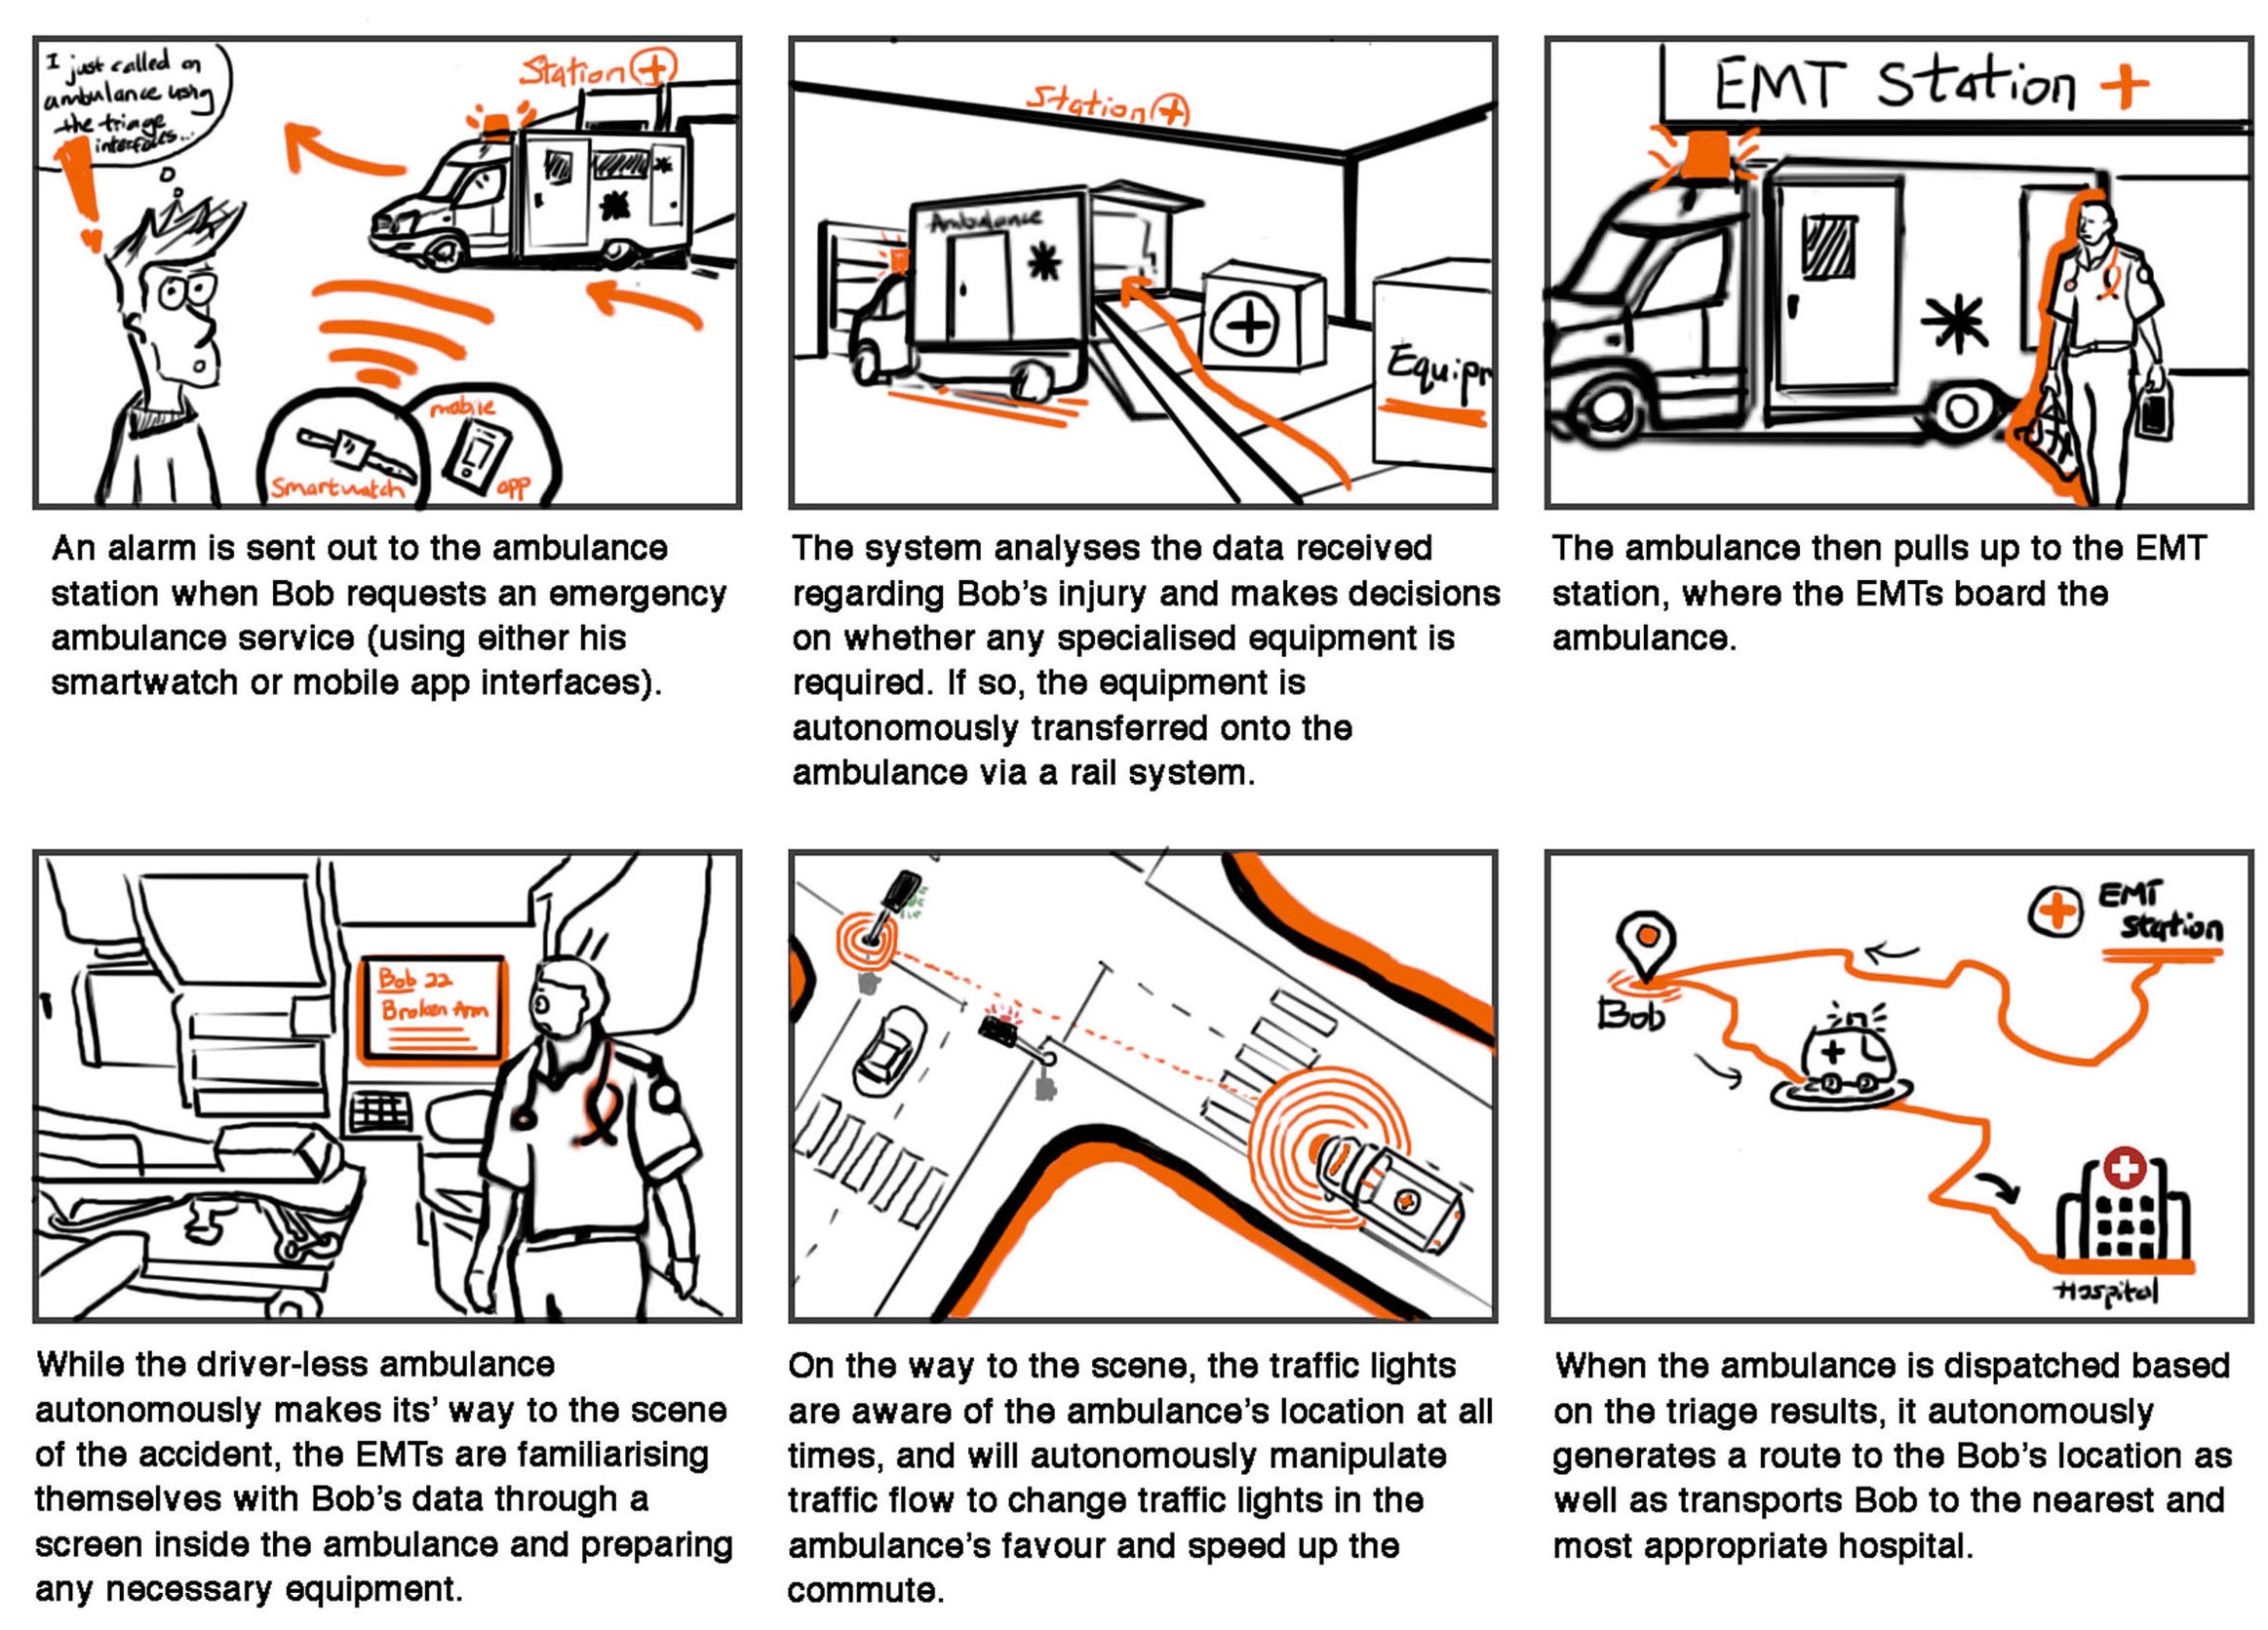 I just called an
ambulance using
the triage
interfaces...
Station
smartwatch
mobile
app
An alarm is sent out to the ambulance
station when Bob requests an emergency
ambulance service (using either his
smartwatch or mobile app interfaces).
Station
Ambulance
Equipm
The system analyses the data received
regarding Bob's injury and makes decisions
on whether any specialised equipment is
required. If so, the equipment is
autonomously transferred onto the
ambulance via a rail system.
EMT Station +
The ambulance then pulls up to the EMT
station, where the EMTs board the
ambulance.
Bob 22
Broken Arm
While the driver-less ambulance
autonomously makes its' way to the scene
of the accident, the EMTs are familiarising
themselves with Bob's data through a
screen inside the ambulance and preparing
any necessary equipment.
On the way to the scene, the traffic lights
are aware of the ambulance's location at all
times, and will autonomously manipulate
traffic flow to change traffic lights in the
ambulance's favour and speed up the
commute.
EMT
station
Bob
Hospital
When the ambulance is dispatched based
on the triage results, it autonomously
generates a route to the Bob's location as
well as transports Bob to the nearest and
most appropriate hospital.